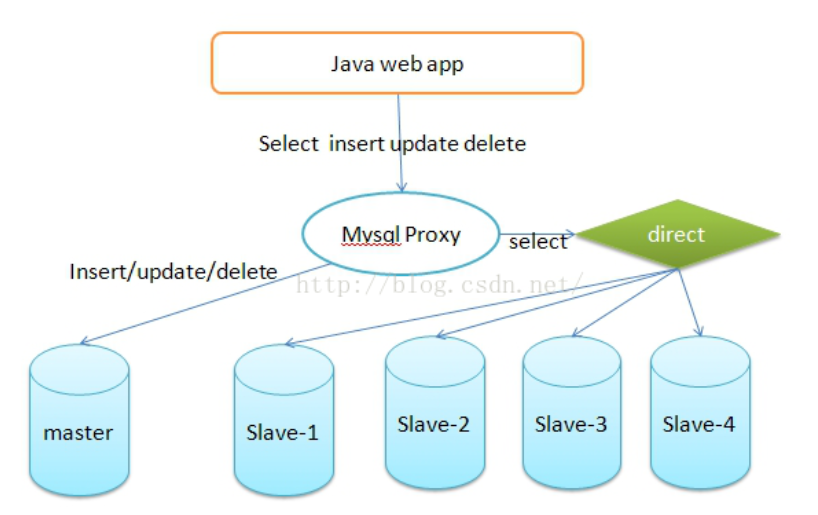 Java web app
Select insert update delete
Mysql Proxy
select
direct
Insert/update/delete
http://blog.csdn.net/
master
Slave-1
Slave-2
Slave-3
Slave-4